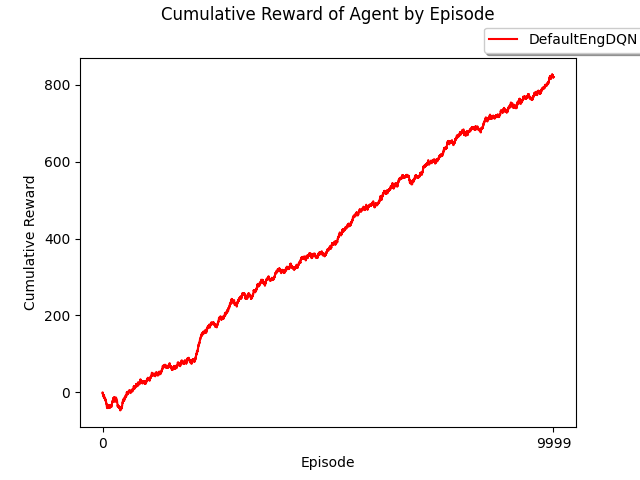 Cumulative Reward of Agent by Episode
DefaultEngDQN
800
600
400
200
0
Cumulative Reward
0
9999
Episode